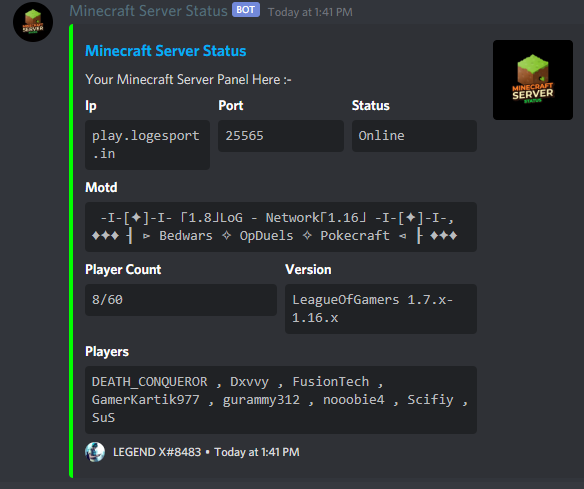 Minecraft Server Status BOT Today at 1:41 PM
Minecraft Server Status
MINECRAFT
SERVER
STATUS
Your Minecraft Server Panel Here :-
Ip Port Status
play.logesport 25565 Online
.in
Motd
-I-[✦]-I- 「1.8」LoG - Network「1.16」 -I-[✦]-I-,
♦♦♦ ┨ ⊳ Bedwars ✧ OpDuels ✧ Pokecraft ⊲ ┠ ♦♦♦
Player Count Version
8/60 LeagueOfGamers 1.7.x-
1.16.x
Players
DEATH_CONQUEROR , Dxvvy , FusionTech ,
GamerKartik977 , gurammy312 , nooobie4 , Scifiy ,
SuS
LEGEND X#8483 • Today at 1:41 PM